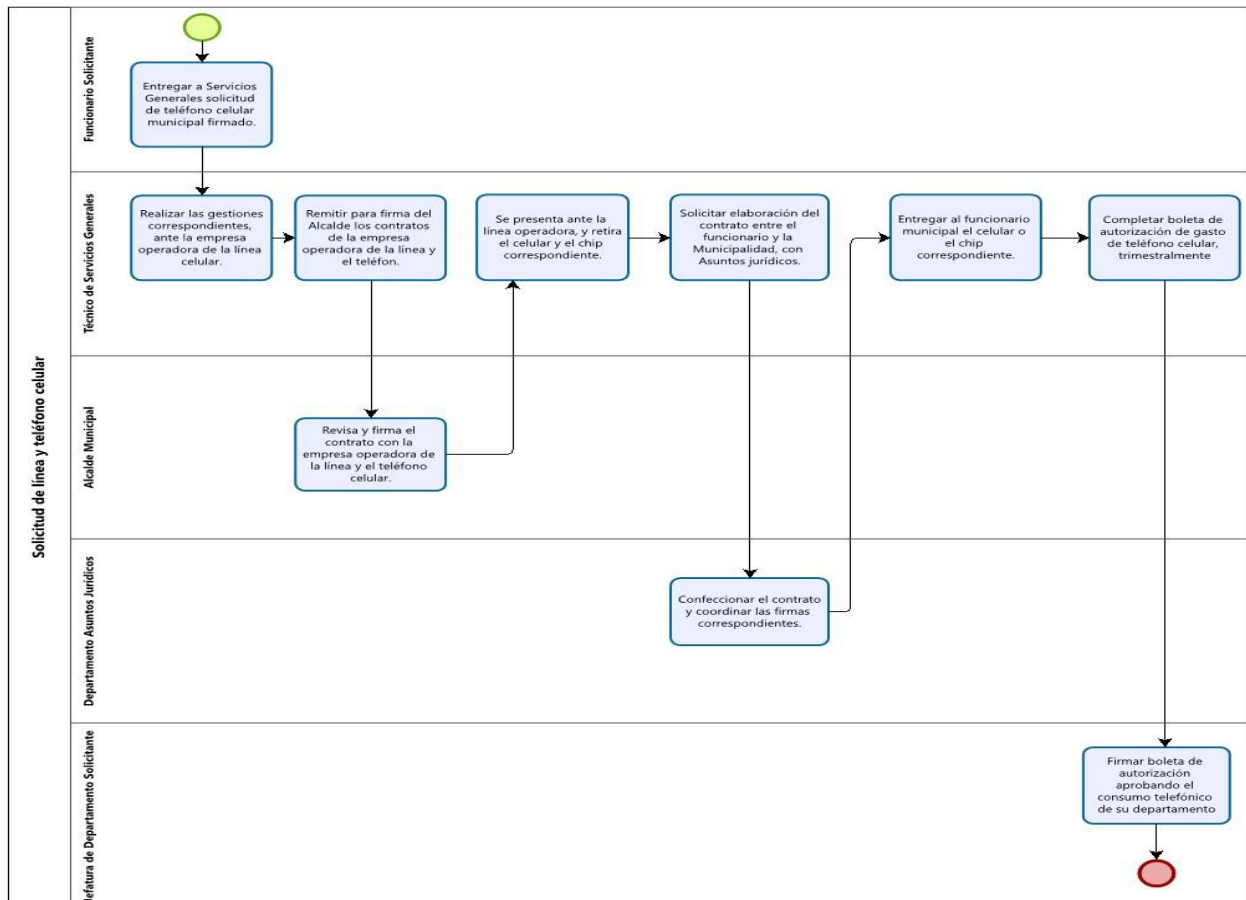 Solicitud de línea y teléfono celular
Funcionario Solicitante
Entregar a Servicios
Generales solicitud
de teléfono celular
municipal firmado.
Técnico de Servicios Generales
Realizar las gestiones
correspondientes,
ante la empresa
operadora de la línea
celular.
Remitir para firma del
Alcalde los contratos
de la empresa
operadora de la línea
y el teléfon.
Se presenta ante la
línea operadora, y retira
el celular y el chip
correspondiente.
Solicitar elaboración del
contrato entre el
funcionario y la
Municipalidad, con
Asuntos jurídicos.
Entregar al funcionario
municipal el celular o
el chip
correspondiente.
Completar boleta de
autorización de gasto
de teléfono celular,
trimestralmente
Alcalde Municipal
Revisa y firma el
contrato con la
empresa operadora de
la línea y el teléfono
celular.
Departamento Asuntos Jurídicos
Confeccionar el contrato
y coordinar las firmas
correspondientes.
efatura de Departamento Solicitante
Firmar boleta de
autorización
aprobando el
consumo telefónico
de su departamento